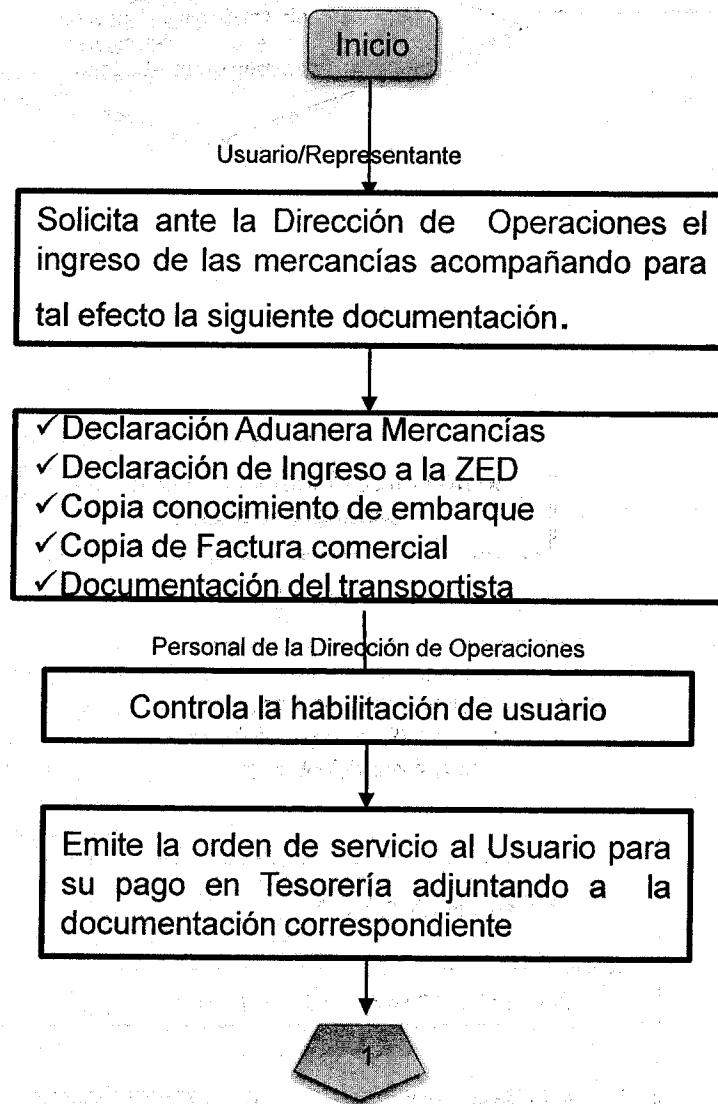 Inicio
Usuario/Representante
Solicita ante la Dirección de Operaciones el
ingreso de las mercancías acompañando para
tal efecto la siguiente documentación.
✓Declaración Aduanera Mercancías
✓Declaración de Ingreso a la ZED
✓Copia conocimiento de embarque
✓Copia de Factura comercial
✓Documentación del transportista
Personal de la Dirección de Operaciones
Controla la habilitación de usuario
Emite la orden de servicio al Usuario para
su pago en Tesorería adjuntando a la
documentación correspondiente
1